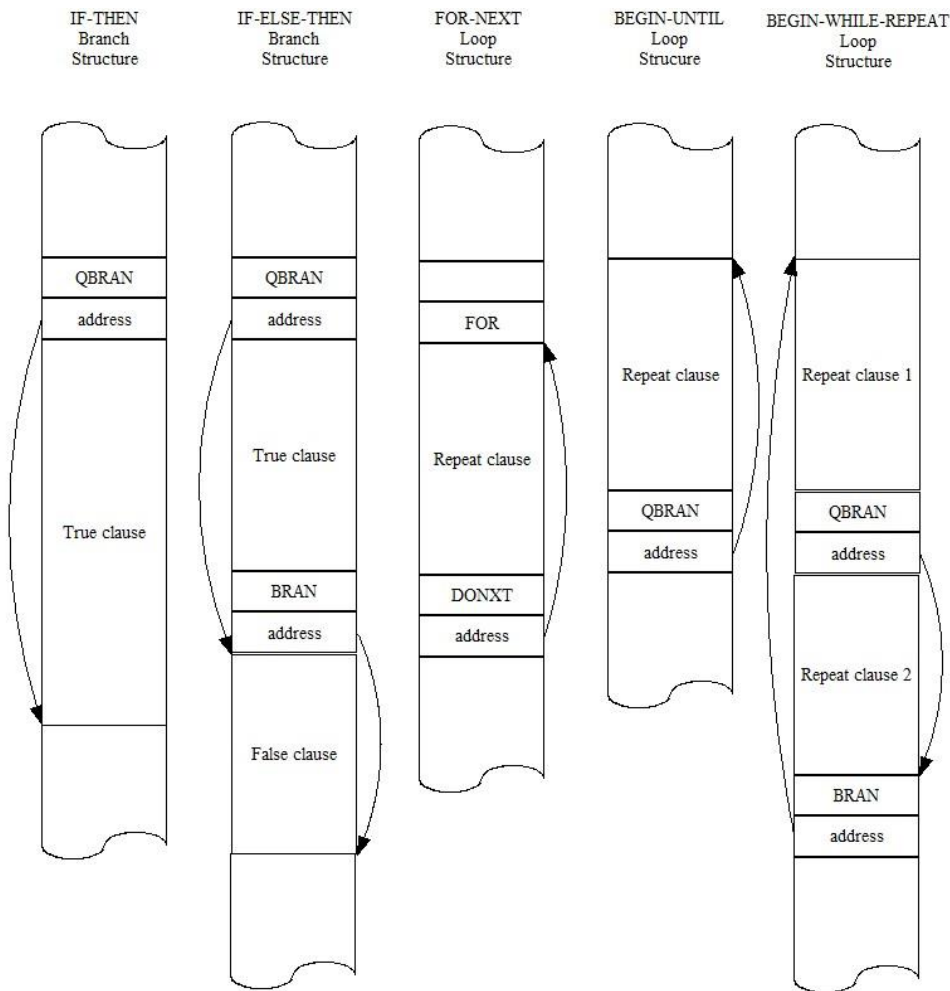 IF-THEN
Branch
Structure
IF-ELSE-THEN
Branch
Structure
FOR-NEXT
Loop
Structure
BEGIN-UNTIL
Loop
Strucure
BEGIN-WHILE-REPEAT
Loop
Structure
QBRAN
address
True clause
QBRAN
address
True clause
BRAN
address
False clause
FOR
Repeat clause
DONXT
address
Repeat clause
QBRAN
address
Repeat clause 1
QBRAN
address
Repeat clause 2
BRAN
address